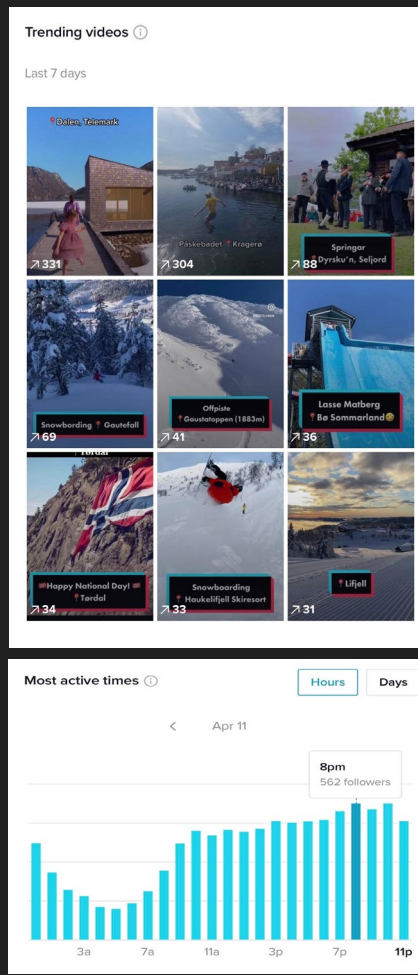 Trending videos
Last 7 days
Dalen, Telemark
331
Påskebadet Kragerø
304
Springar
Dyrsku'n, Seljord
88
Snowbording Gautefall
69
Offpiste
Gaustatoppen (1883m)
41
Lasse Matberg
Bø Sommarland
36
Tørdal
Happy National Day!
Tørdal
34
Snowboarding
Haukelifjell Skiresort
33
Lifjell
31
Most active times
Hours Days
< Apr 11
8pm
562 followers
3a 7a 11a 3p 7p 11p